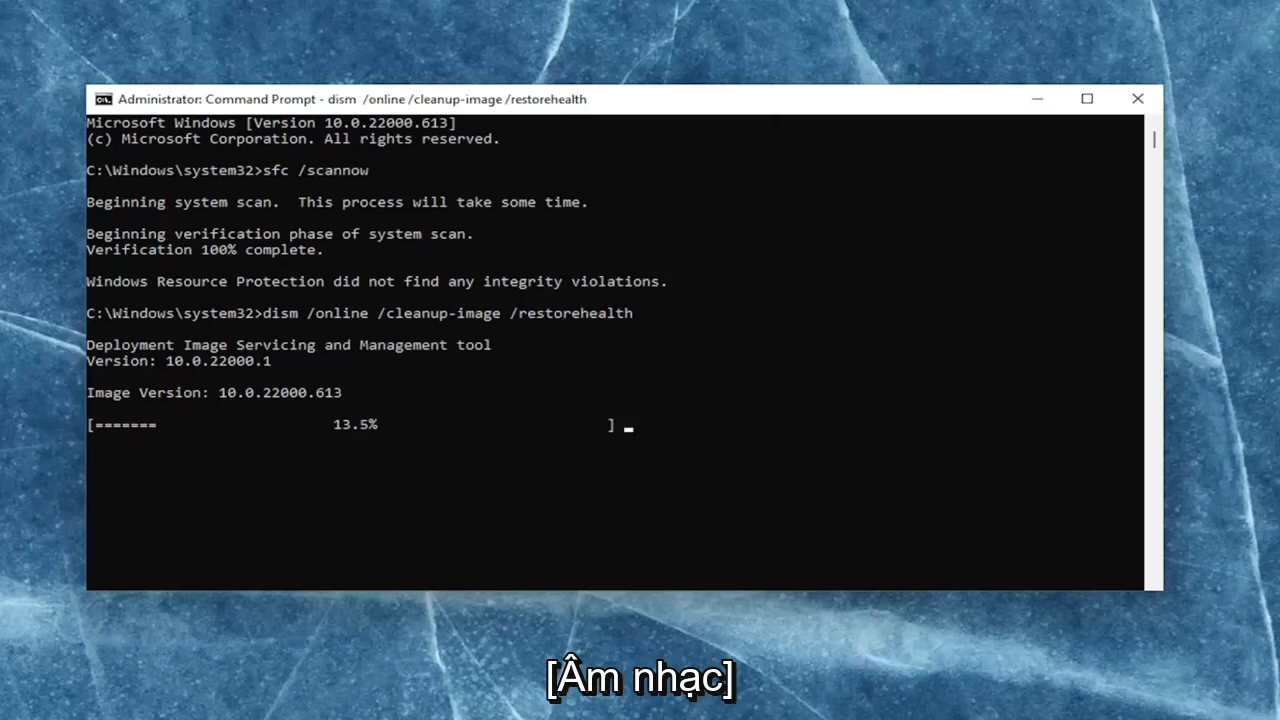 Administrator: Command Prompt - dism  /online /cleanup-image /restorehealth
Microsoft Windows [Version 10.0.22000.613]
(c) Microsoft Corporation. All rights reserved.
C:\Windows\system32>sfc /scannow
Beginning system scan.  This process will take some time.
Beginning verification phase of system scan.
Verification 100% complete.
Windows Resource Protection did not find any integrity violations.
C:\Windows\system32>dism /online /cleanup-image /restorehealth
Deployment Image Servicing and Management tool
Version: 10.0.22000.1
Image Version: 10.0.22000.613
[=======                    13.5%                          ]
[Âm nhạc]